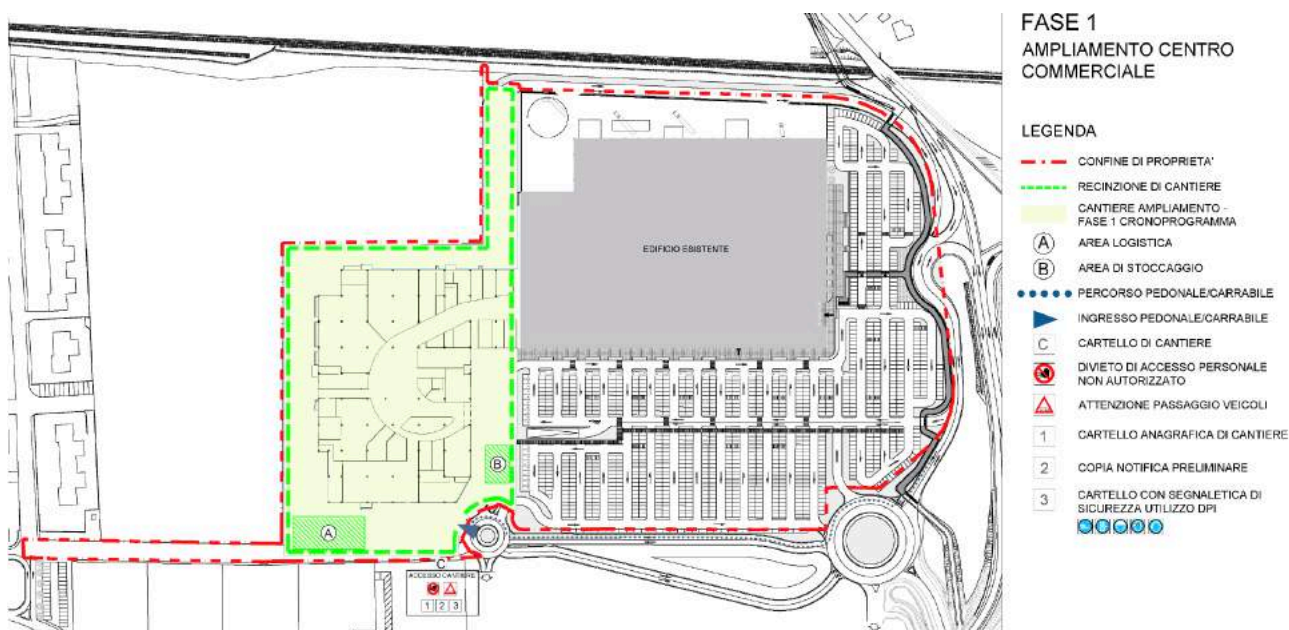 FASE 1
AMPLIAMENTO CENTRO
COMMERCIALE
LEGENDA
CONFINE DI PROPRIETA'
RECINZIONE DI CANTIERE
CANTIERE AMPLIAMENTO -
FASE 1 CRONOPROGRAMMA
A AREA LOGISTICA
B AREA DI STOCCAGGIO
PERCORSO PEDONALE/CARRABILE
INGRESSO PEDONALE/CARRABILE
C CARTELLO DI CANTIERE
DIVIETO DI ACCESSO PERSONALE
NON AUTORIZZATO
ATTENZIONE PASSAGGIO VEICOLI
1 CARTELLO ANAGRAFICA DI CANTIERE
2 COPIA NOTIFICA PRELIMINARE
3 CARTELLO CON SEGNALETICA DI
SICUREZZA UTILIZZO DPI
EDIFICIO ESISTENTE
B
A
C
ACCESSO CANTIERE
1 2 3